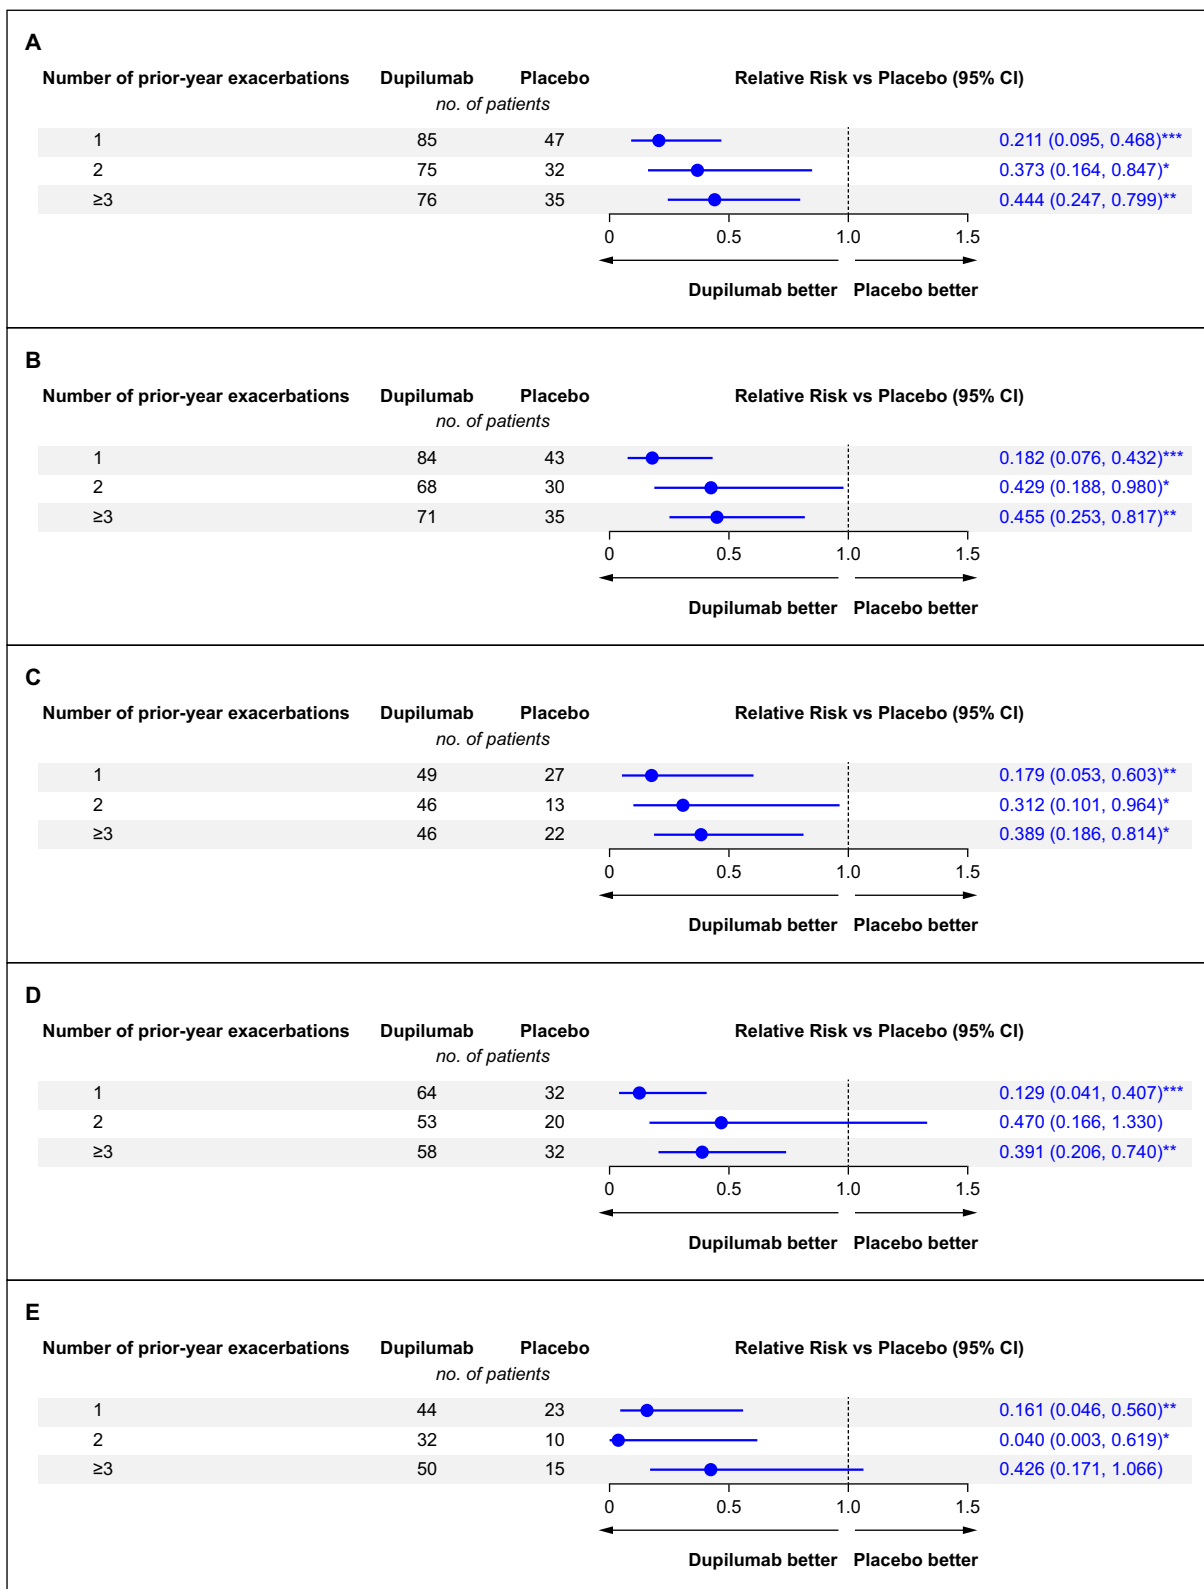 A
Number of prior-year exacerbations Dupilumab Placebo Relative Risk vs Placebo (95% CI)
no. of patients
1 85 47 0.211 (0.095, 0.468)***
2 75 32 0.373 (0.164, 0.847)*
≥3 76 35 0.444 (0.247, 0.799)**
0 0.5 1.0 1.5
Dupilumab better Placebo better
B
Number of prior-year exacerbations Dupilumab Placebo Relative Risk vs Placebo (95% CI)
no. of patients
1 84 43 0.182 (0.076, 0.432)***
2 68 30 0.429 (0.188, 0.980)*
≥3 71 35 0.455 (0.253, 0.817)**
0 0.5 1.0 1.5
Dupilumab better Placebo better
C
Number of prior-year exacerbations Dupilumab Placebo Relative Risk vs Placebo (95% CI)
no. of patients
1 49 27 0.179 (0.053, 0.603)**
2 46 13 0.312 (0.101, 0.964)*
≥3 46 22 0.389 (0.186, 0.814)*
0 0.5 1.0 1.5
Dupilumab better Placebo better
D
Number of prior-year exacerbations Dupilumab Placebo Relative Risk vs Placebo (95% CI)
no. of patients
1 64 32 0.129 (0.041, 0.407)***
2 53 20 0.470 (0.166, 1.330)
≥3 58 32 0.391 (0.206, 0.740)**
0 0.5 1.0 1.5
Dupilumab better Placebo better
E
Number of prior-year exacerbations Dupilumab Placebo Relative Risk vs Placebo (95% CI)
no. of patients
1 44 23 0.161 (0.046, 0.560)**
2 32 10 0.040 (0.003, 0.619)*
≥3 50 15 0.426 (0.171, 1.066)
0 0.5 1.0 1.5
Dupilumab better Placebo better